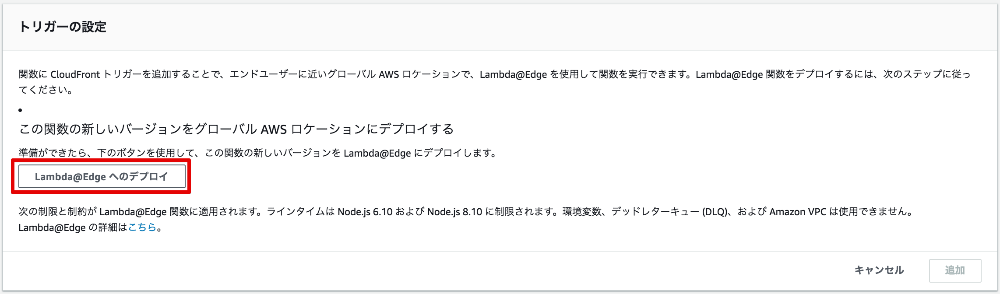 トリガーの設定
関数に CloudFront トリガーを追加することで、エンドユーザーに近いグローバル AWS ロケーションで、Lambda@Edge を使用して関数を実行できます。Lambda@Edge 関数をデプロイするには、次のステップに従っ
てください。
•
この関数の新しいバージョンをグローバル AWS ロケーションにデプロイする
準備ができたら、下のボタンを使用して、この関数の新しいバージョンを Lambda@Edge にデプロイします。
Lambda@Edge へのデプロイ
次の制限と制約が Lambda@Edge 関数に適用されます。ラインタイムは Node.js 6.10 および Node.js 8.10 に制限されます。環境変数、デッドレターキュー (DLQ)、および Amazon VPC は使用できません。
Lambda@Edge の詳細はこちら。
キャンセル 追加